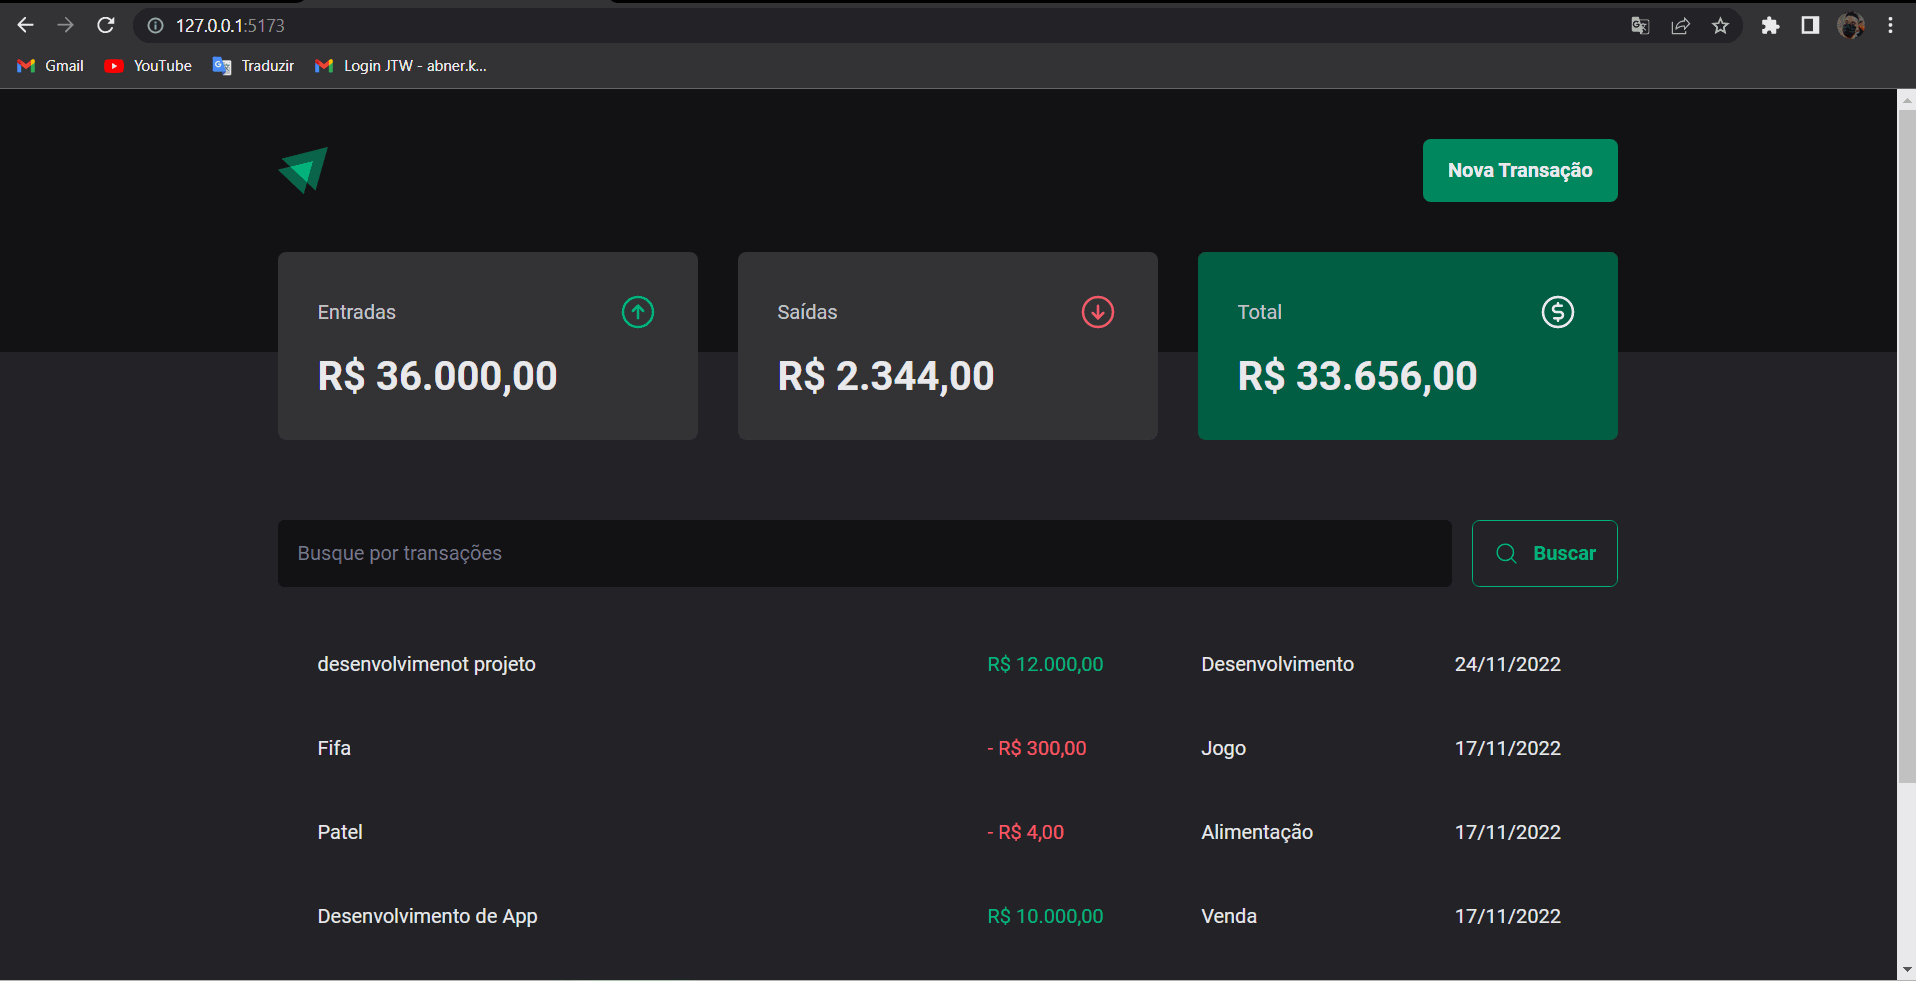 127.0.0.1:5173
Gmail YouTube Traduzir Login JTW - abner.k...
Nova Transação
Entradas
R$ 36.000,00
Saídas
R$ 2.344,00
Total
R$ 33.656,00
Busque por transações
Buscar
desenvolvimenot projeto R$ 12.000,00 Desenvolvimento 24/11/2022
Fifa - R$ 300,00 Jogo 17/11/2022
Patel - R$ 4,00 Alimentação 17/11/2022
Desenvolvimento de App R$ 10.000,00 Venda 17/11/2022